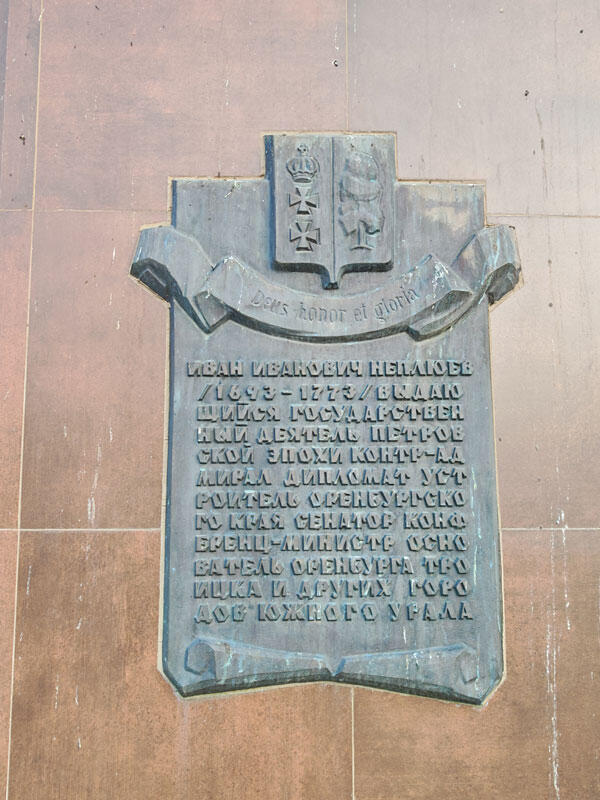 Deus honor et gloria
ИВАН ИВАНОВИЧ НЕПЛЮЕВ
/1693-1773/ ВЫДАЮ
ЩИЙСЯ ГОСУДАРСТВЕН
НЫЙ ДЕЯТЕЛЬ ПЕТРОВ
СКОЙ ЭПОХИ КОНТР-АД
МИРАЛ ДИПЛОМАТ УСТ
РОИТЕЛЬ ОРЕНБУРГСКО
ГО КРАЯ СЕНАТОР КОНФ
ЕРЕНЦ-МИНИСТР ОСНО
ВАТЕЛЬ ОРЕНБУРГА ТРО
ИЦКА И ДРУГИХ ГОРО
ДОВ ЮЖНОГО УРАЛА